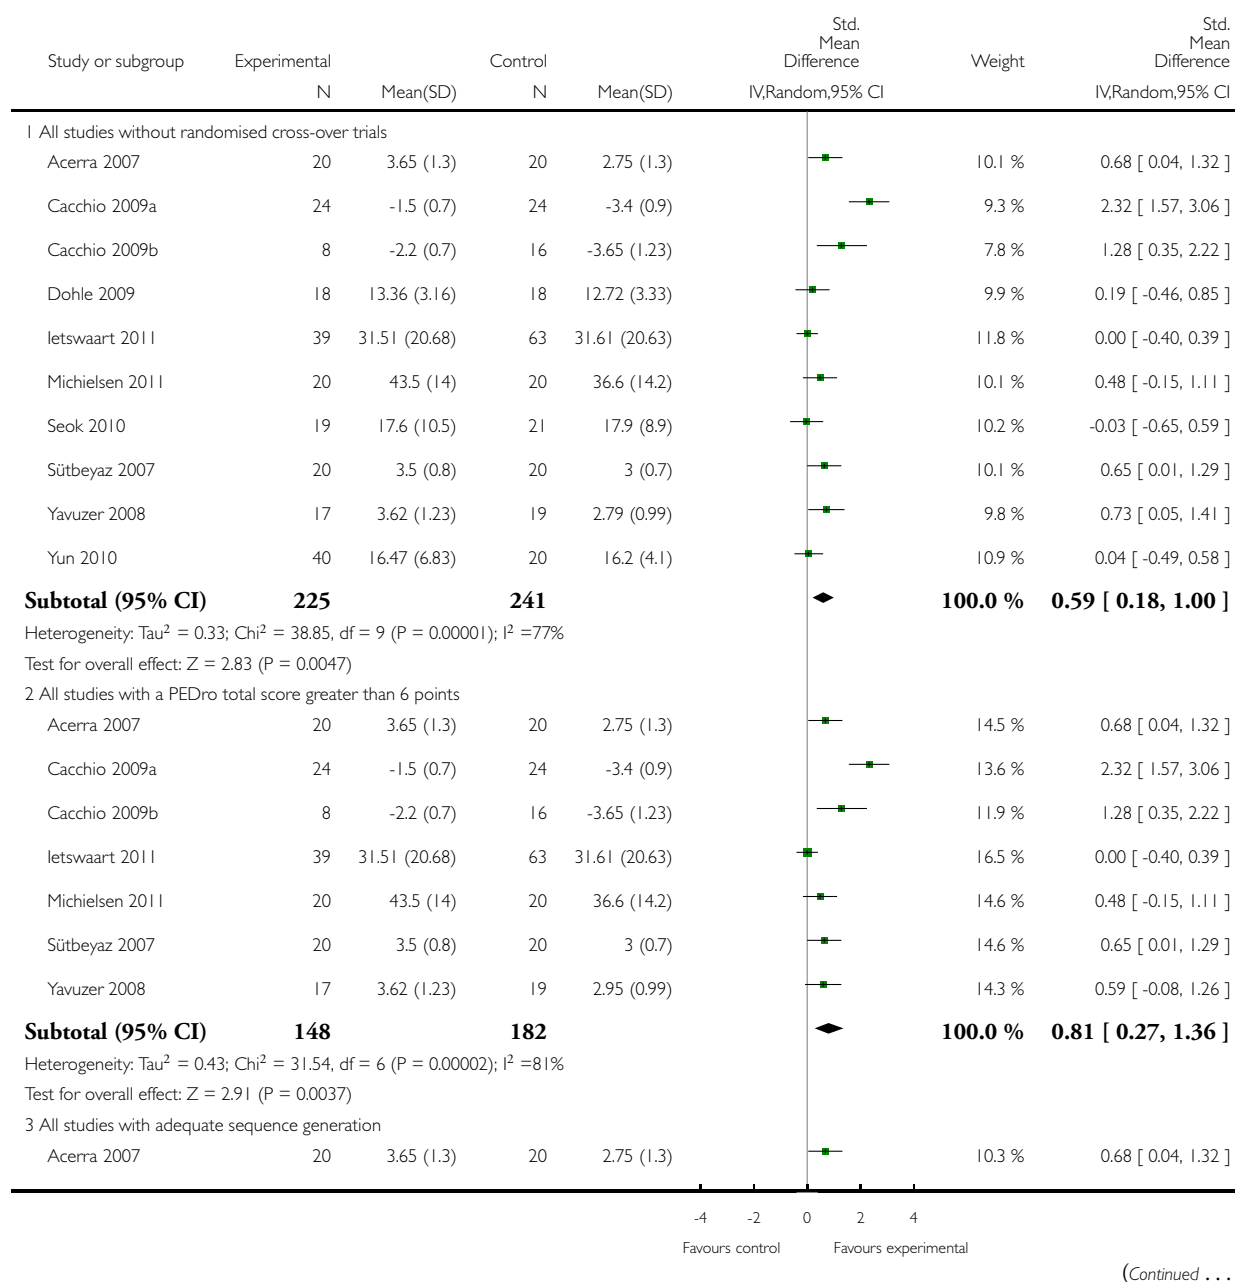 Std. Mean Difference Std. Mean Difference
Study or subgroup Experimental Control Weight
N Mean(SD) N Mean(SD) IV,Random,95% CI IV,Random,95% CI
1 All studies without randomised cross-over trials
Acerra 2007 20 3.65 (1.3) 20 2.75 (1.3) 10.1 % 0.68 [ 0.04, 1.32 ]
Cacchio 2009a 24 -1.5 (0.7) 24 -3.4 (0.9) 9.3 % 2.32 [ 1.57, 3.06 ]
Cacchio 2009b 8 -2.2 (0.7) 16 -3.65 (1.23) 7.8 % 1.28 [ 0.35, 2.22 ]
Dohle 2009 18 13.36 (3.16) 18 12.72 (3.33) 9.9 % 0.19 [ -0.46, 0.85 ]
Ietswaart 2011 39 31.51 (20.68) 63 31.61 (20.63) 11.8 % 0.00 [ -0.40, 0.39 ]
Michielsen 2011 20 43.5 (14) 20 36.6 (14.2) 10.1 % 0.48 [ -0.15, 1.11 ]
Seok 2010 19 17.6 (10.5) 21 17.9 (8.9) 10.2 % -0.03 [ -0.65, 0.59 ]
Sütbeyaz 2007 20 3.5 (0.8) 20 3 (0.7) 10.1 % 0.65 [ 0.01, 1.29 ]
Yavuzer 2008 17 3.62 (1.23) 19 2.79 (0.99) 9.8 % 0.73 [ 0.05, 1.41 ]
Yun 2010 40 16.47 (6.83) 20 16.2 (4.1) 10.9 % 0.04 [ -0.49, 0.58 ]
Subtotal (95% CI) 225 241 100.0 % 0.59 [ 0.18, 1.00 ]
Heterogeneity: Tau² = 0.33; Chi² = 38.85, df = 9 (P = 0.00001); I² =77%
Test for overall effect: Z = 2.83 (P = 0.0047)
2 All studies with a PEDro total score greater than 6 points
Acerra 2007 20 3.65 (1.3) 20 2.75 (1.3) 14.5 % 0.68 [ 0.04, 1.32 ]
Cacchio 2009a 24 -1.5 (0.7) 24 -3.4 (0.9) 13.6 % 2.32 [ 1.57, 3.06 ]
Cacchio 2009b 8 -2.2 (0.7) 16 -3.65 (1.23) 11.9 % 1.28 [ 0.35, 2.22 ]
Ietswaart 2011 39 31.51 (20.68) 63 31.61 (20.63) 16.5 % 0.00 [ -0.40, 0.39 ]
Michielsen 2011 20 43.5 (14) 20 36.6 (14.2) 14.6 % 0.48 [ -0.15, 1.11 ]
Sütbeyaz 2007 20 3.5 (0.8) 20 3 (0.7) 14.6 % 0.65 [ 0.01, 1.29 ]
Yavuzer 2008 17 3.62 (1.23) 19 2.95 (0.99) 14.3 % 0.59 [ -0.08, 1.26 ]
Subtotal (95% CI) 148 182 100.0 % 0.81 [ 0.27, 1.36 ]
Heterogeneity: Tau² = 0.43; Chi² = 31.54, df = 6 (P = 0.00002); I² =81%
Test for overall effect: Z = 2.91 (P = 0.0037)
3 All studies with adequate sequence generation
Acerra 2007 20 3.65 (1.3) 20 2.75 (1.3) 10.3 % 0.68 [ 0.04, 1.32 ]
-4 -2 0 2 4
Favours control Favours experimental
(Continued . . .